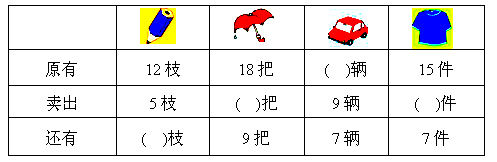 原有 12枝 18把 ( )辆 15件
卖出 5枝 ( )把 9辆 ( )件
还有 ( )枝 9把 7辆 7件